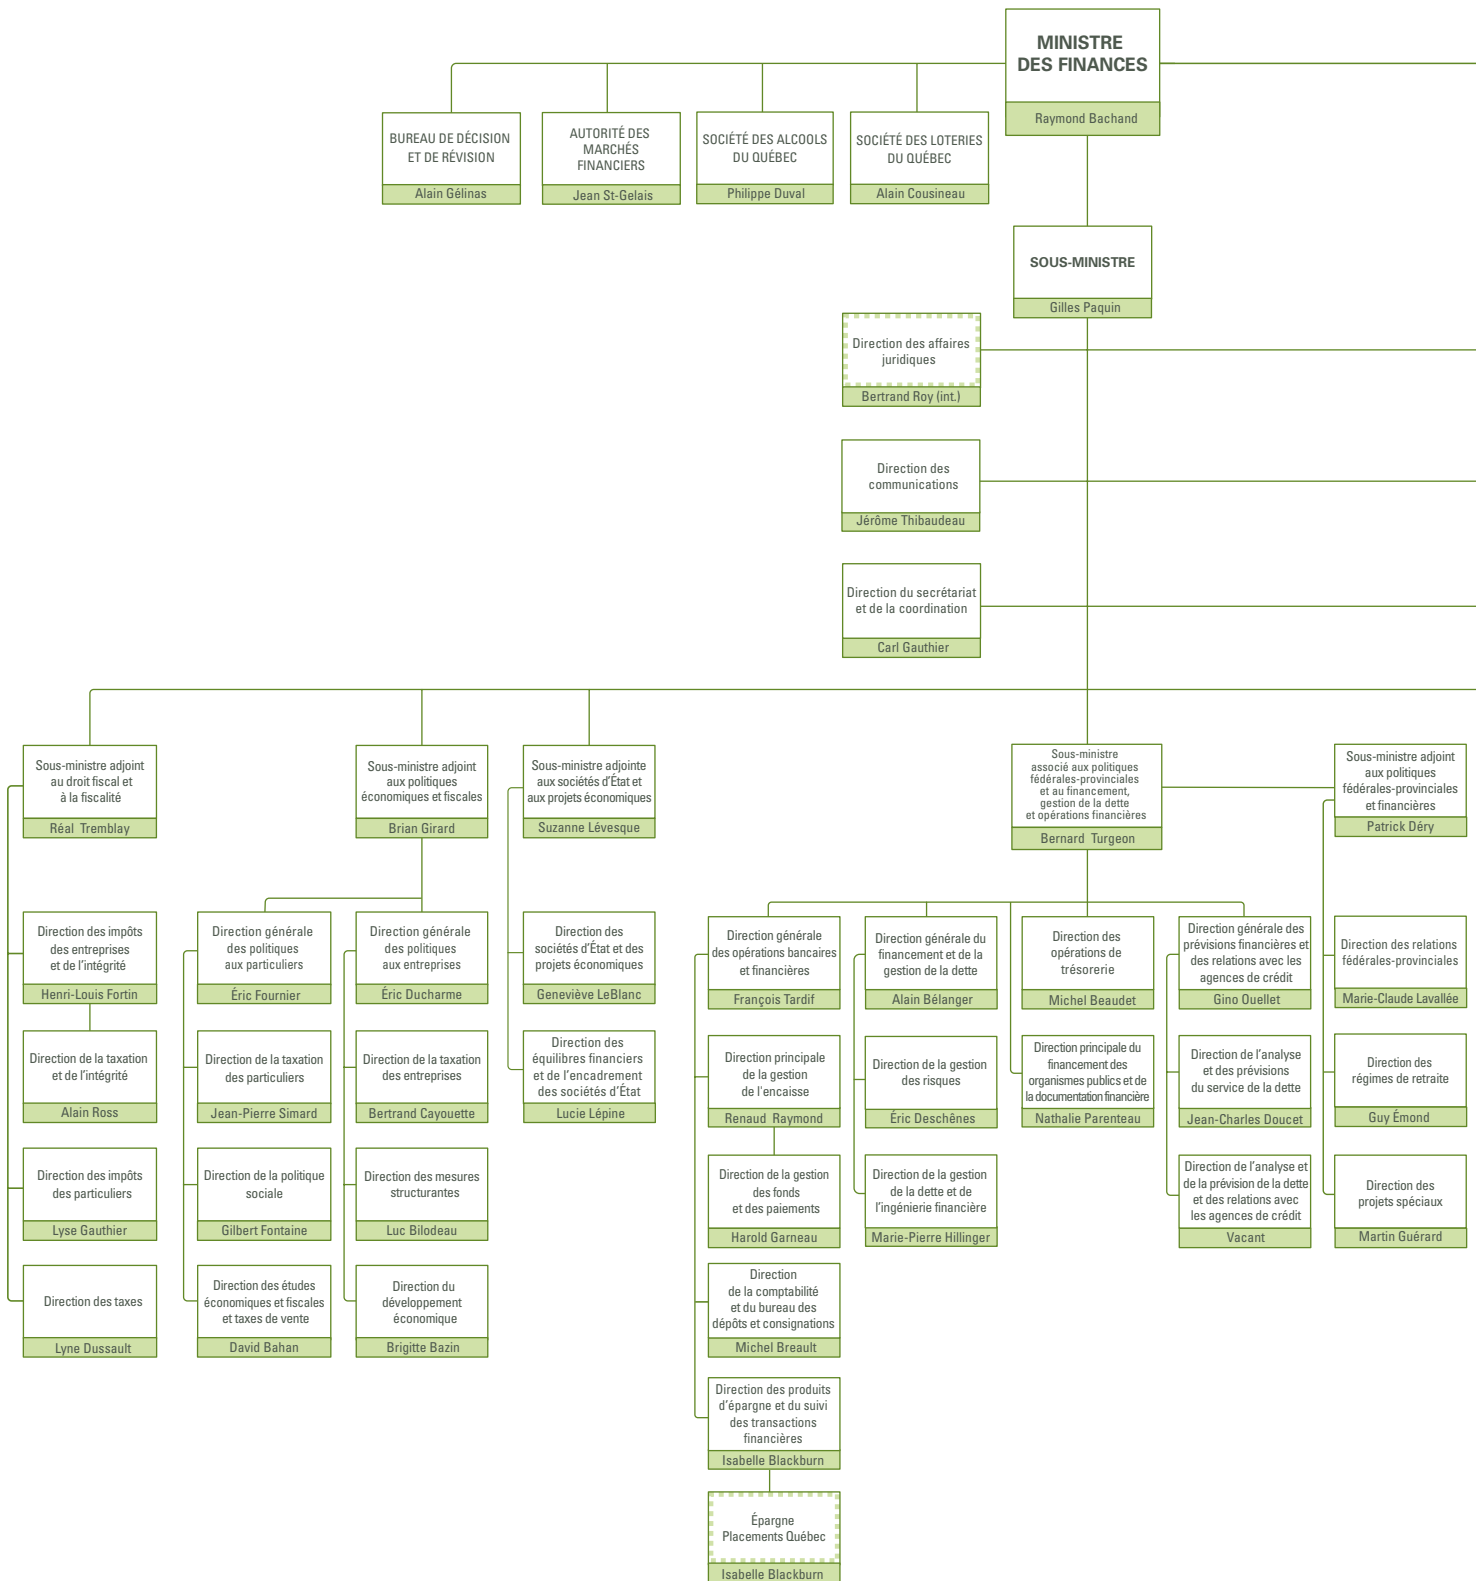 MINISTRE
DES FINANCES
Raymond Bachand
BUREAU DE DÉCISION
ET DE RÉVISION
Alain Gélinas
AUTORITÉ DES
MARCHÉS
FINANCIERS
Jean St-Gelais
SOCIÉTÉ DES ALCOOLS
DU QUÉBEC
Philippe Duval
SOCIÉTÉ DES LOTERIES
DU QUÉBEC
Alain Cousineau
SOUS-MINISTRE
Gilles Paquin
Direction des affaires
juridiques
Bertrand Roy (int.)
Direction des
communications
Jérôme Thibaudeau
Direction du secrétariat
et de la coordination
Carl Gauthier
Sous-ministre adjoint
au droit fiscal et
à la fiscalité
Réal Tremblay
Sous-ministre adjoint
aux politiques
économiques et fiscales
Brian Girard
Sous-ministre adjointe
aux sociétés d'État et
aux projets économiques
Suzanne Lévesque
Sous-ministre
associé aux politiques
fédérales-provinciales
et au financement,
gestion de la dette
et opérations financières
Bernard Turgeon
Sous-ministre adjoint
aux politiques
fédérales-provinciales
et financières
Patrick Déry
Direction des impôts
des entreprises
et de l'intégrité
Henri-Louis Fortin
Direction générale
des politiques
aux particuliers
Éric Fournier
Direction générale
des politiques
aux entreprises
Éric Ducharme
Direction des
sociétés d'État et des
projets économiques
Geneviève LeBlanc
Direction générale
des opérations bancaires
et financières
François Tardif
Direction générale du
financement et de la
gestion de la dette
Alain Bélanger
Direction des
opérations de
trésorerie
Michel Beaudet
Direction générale des
prévisions financières et
des relations avec les
agences de crédit
Gino Ouellet
Direction des relations
fédérales-provinciales
Marie-Claude Lavallée
Direction de la taxation
et de l'intégrité
Alain Ross
Direction de la taxation
des particuliers
Jean-Pierre Simard
Direction de la taxation
des entreprises
Bertrand Cayouette
Direction des
équilibres financiers
et de l'encadrement
des sociétés d'État
Lucie Lépine
Direction principale
de la gestion
de l'encaisse
Renaud Raymond
Direction de la gestion
des risques
Éric Deschênes
Direction principale du
financement des
organismes publics et de
la documentation financière
Nathalie Parenteau
Direction de l'analyse
et des prévisions
du service de la dette
Jean-Charles Doucet
Direction des
régimes de retraite
Guy Émond
Direction des impôts
des particuliers
Lyse Gauthier
Direction de la politique
sociale
Gilbert Fontaine
Direction des mesures
structurantes
Luc Bilodeau
Direction de la gestion
des fonds
et des paiements
Harold Garneau
Direction de la gestion
de la dette et de
l'ingénierie financière
Marie-Pierre Hillinger
Direction de l'analyse et
de la prévision de la dette
et des relations avec
les agences de crédit
Vacant
Direction des
projets spéciaux
Martin Guérard
Direction des taxes
Lyne Dussault
Direction des études
économiques et fiscales
et taxes de vente
David Bahan
Direction du
développement
économique
Brigitte Bazin
Direction
de la comptabilité
et du bureau des
dépôts et consignations
Michel Breault
Direction des produits
d'épargne et du suivi
des transactions
financières
Isabelle Blackburn
Épargne
Placements Québec
Isabelle Blackburn